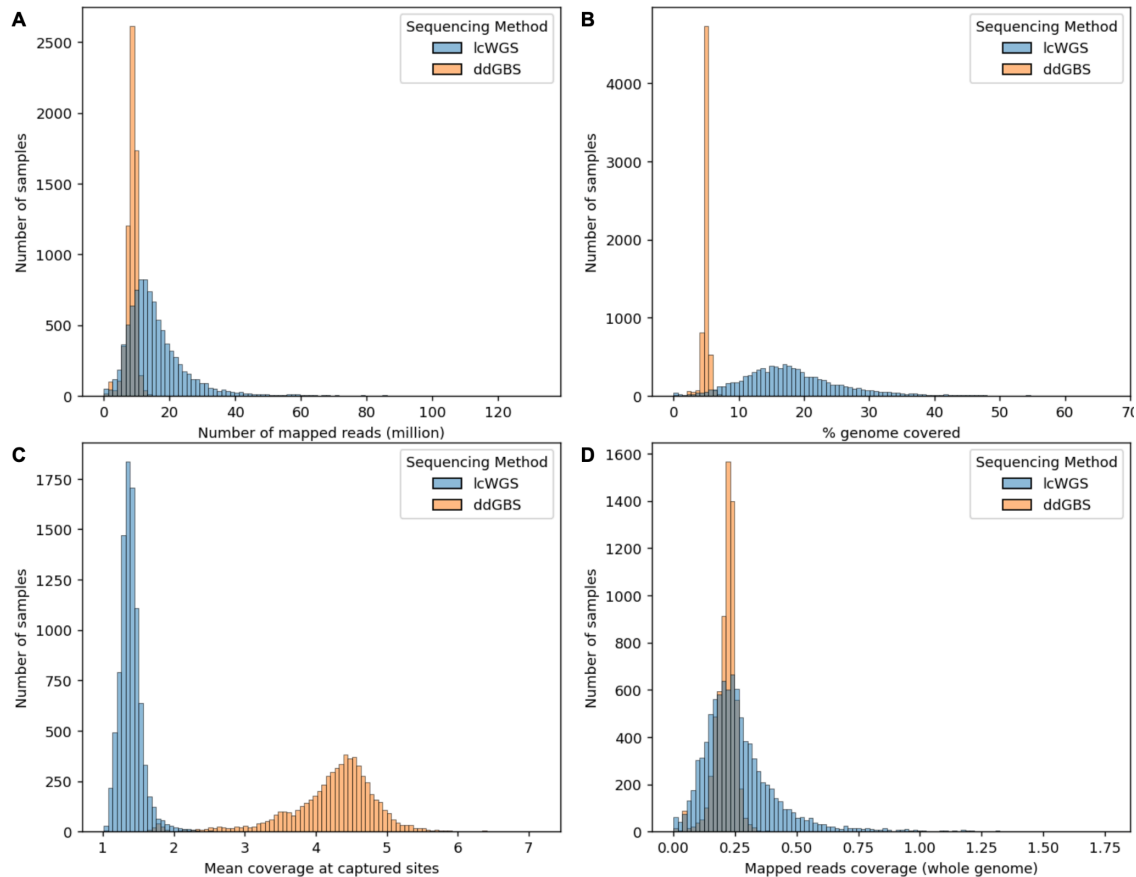 A
Sequencing Method
lcWGS
ddGBS
2500
2000
1500
1000
500
0
Number of samples
0 20 40 60 80 100 120
Number of mapped reads (million)
B
Sequencing Method
lcWGS
ddGBS
4000
3000
2000
1000
0
Number of samples
0 10 20 30 40 50 60 70
% genome covered
C
Sequencing Method
lcWGS
ddGBS
1750
1500
1250
1000
750
500
250
0
Number of samples
1 2 3 4 5 6 7
Mean coverage at captured sites
D
Sequencing Method
lcWGS
ddGBS
1600
1400
1200
1000
800
600
400
200
0
Number of samples
0.00 0.25 0.50 0.75 1.00 1.25 1.50 1.75
Mapped reads coverage (whole genome)